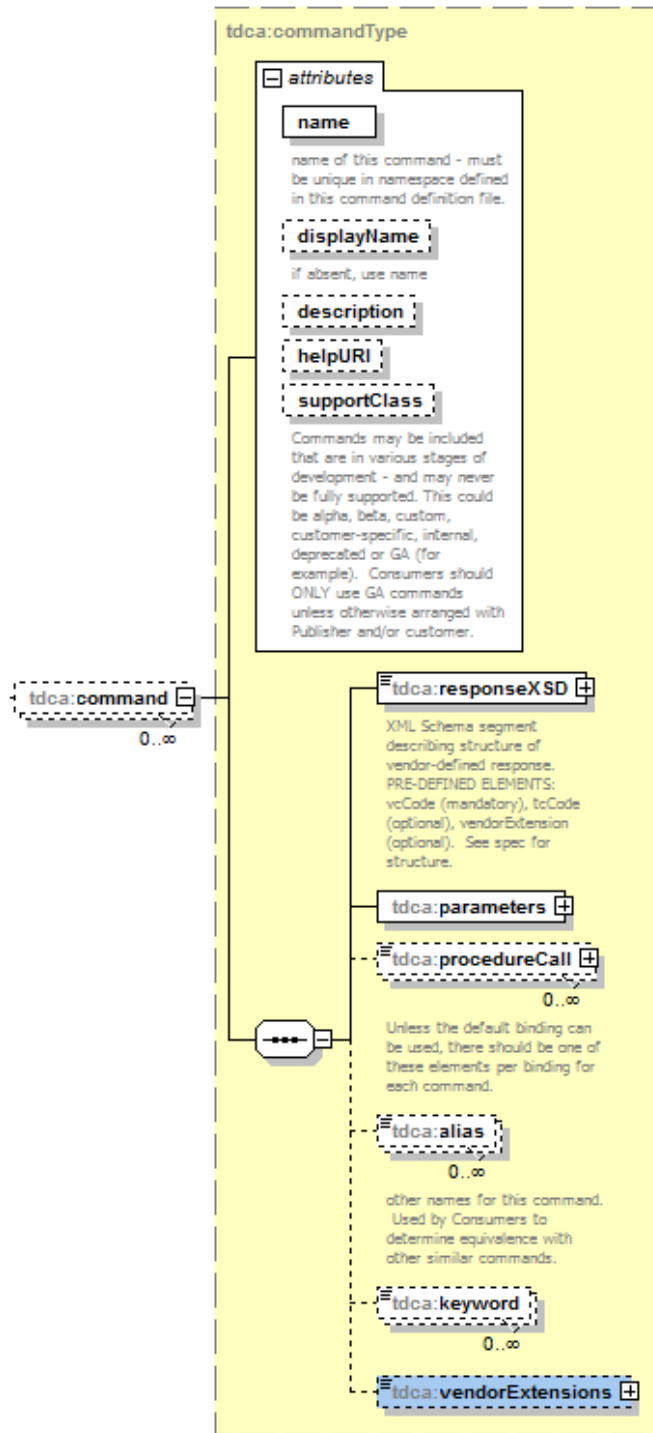 tdca:commandType
attributes
name
name of this command - must
be unique in namespace defined
in this command definition file.
displayName
if absent, use name
description
helpURI
supportClass
Commands may be included
that are in various stages of
development - and may never
be fully supported. This could
be alpha, beta, custom,
customer-specific, internal,
deprecated or GA (for
example).  Consumers should
ONLY use GA commands
unless otherwise arranged with
Publisher and/or customer.
tdca:command
0..∞
tdca:responseXSD
XML Schema segment
describing structure of
vendor-defined response.
PRE-DEFINED ELEMENTS:
vcCode (mandatory), tcCode
(optional), vendorExtension
(optional).  See spec for
structure.
tdca:parameters
tdca:procedureCall
0..∞
Unless the default binding can
be used, there should be one of
these elements per binding for
each command.
tdca:alias
0..∞
other names for this command.
Used by Consumers to
determine equivalence with
other similar commands.
tdca:keyword
0..∞
tdca:vendorExtensions